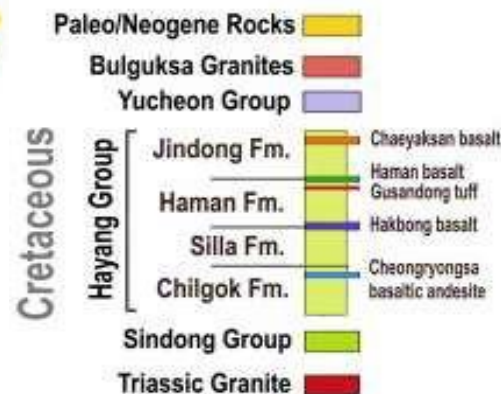 Paleo/Neogene Rocks
Bulguksa Granites
Yucheon Group
Cretaceous
Hayang Group
Jindong Fm.
Haman Fm.
Silla Fm.
Chilgok Fm.
Chaeyaksan basalt
Haman basalt
Gusandong tuff
Hakbong basalt
Cheongryongsa
basaltic andesite
Sindong Group
Triassic Granite